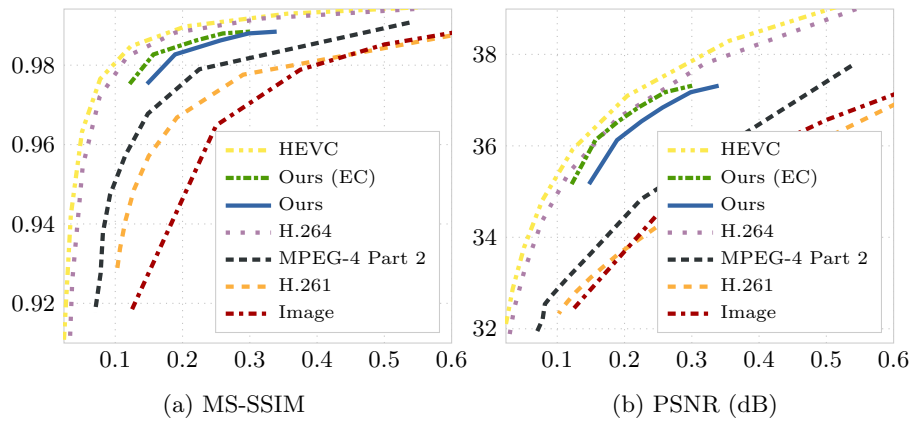 0.98
0.96
0.94
0.92
0.1 0.2 0.3 0.4 0.5 0.6
HEVC
Ours (EC)
Ours
H.264
MPEG-4 Part 2
H.261
Image
(a) MS-SSIM
38
36
34
32
0.1 0.2 0.3 0.4 0.5 0.6
HEVC
Ours (EC)
Ours
H.264
MPEG-4 Part 2
H.261
Image
(b) PSNR (dB)